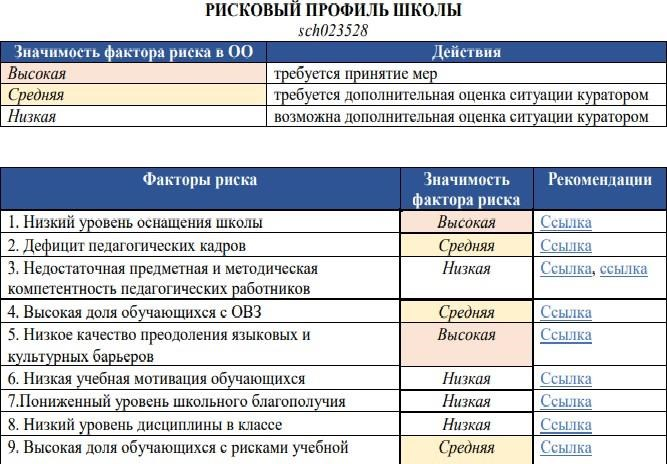 РИСКОВЫЙ ПРОФИЛЬ ШКОЛЫ
sch023528
Значимость фактора риска в ОО Действия
Высокая требуется принятие мер
Средняя требуется дополнительная оценка ситуации куратором
Низкая возможна дополнительная оценка ситуации куратором
Факторы риска Значимость фактора риска Рекомендации
1. Низкий уровень оснащения школы Высокая Ссылка
2. Дефицит педагогических кадров Средняя Ссылка
3. Недостаточная предметная и методическая Низкая Ссылка, ссылка
компетентность педагогических работников
4. Высокая доля обучающихся с ОВЗ Средняя Ссылка
5. Низкое качество преодоления языковых и Высокая Ссылка
культурных барьеров
6. Низкая учебная мотивация обучающихся Низкая Ссылка
7.Пониженный уровень школьного благополучия Низкая Ссылка
8. Низкий уровень дисциплины в классе Низкая Ссылка
9. Высокая доля обучающихся с рисками учебной Средняя Ссылка